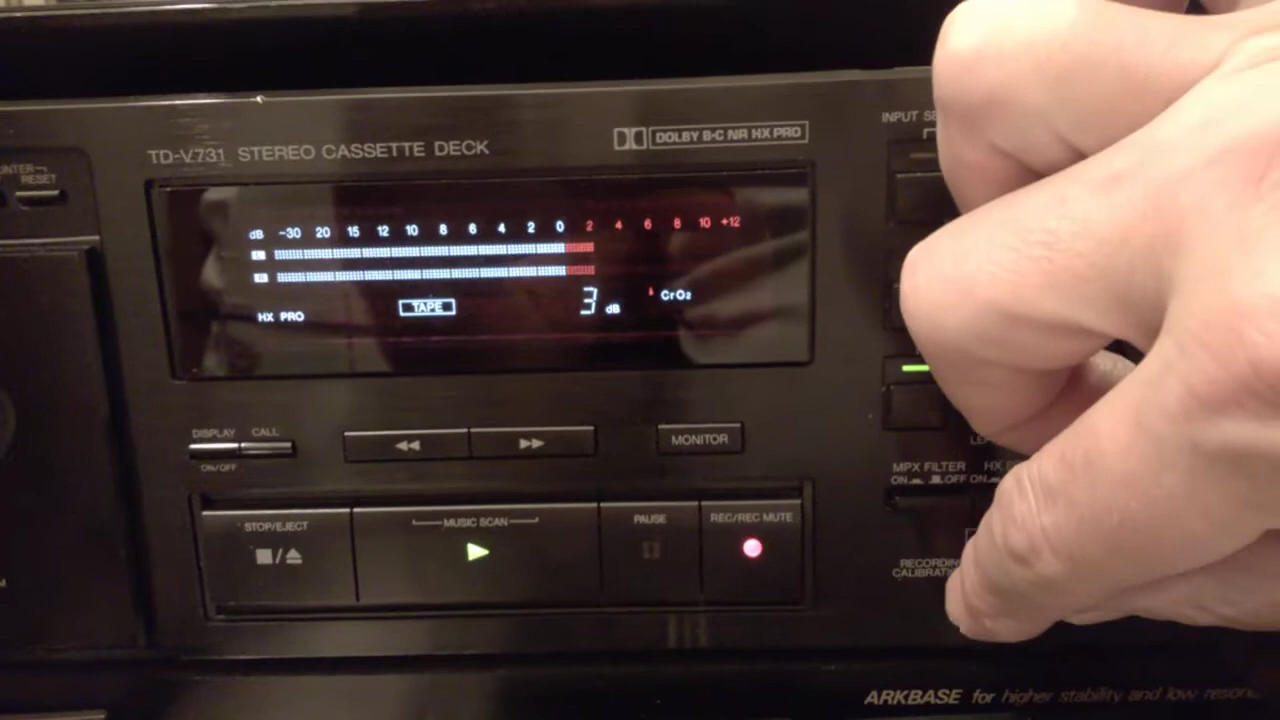 TD-V731 STEREO CASSETTE DECK
DOLBY B·C NR HX PRO
INPUT
RESET
dB -30 20 15 12 10 8 6 4 2 0 2 4 6 8 10 +12
L
R
3 dB
CrO2
HX PRO
TAPE
DISPLAY CALL
ON/OFF
MONITOR
MPX FILTER HX
ON OFF ON
STOP/EJECT
MUSIC SCAN
PAUSE
REC/REC MUTE
RECORDING
CALIBRATION
ARKBASE for higher stability and low